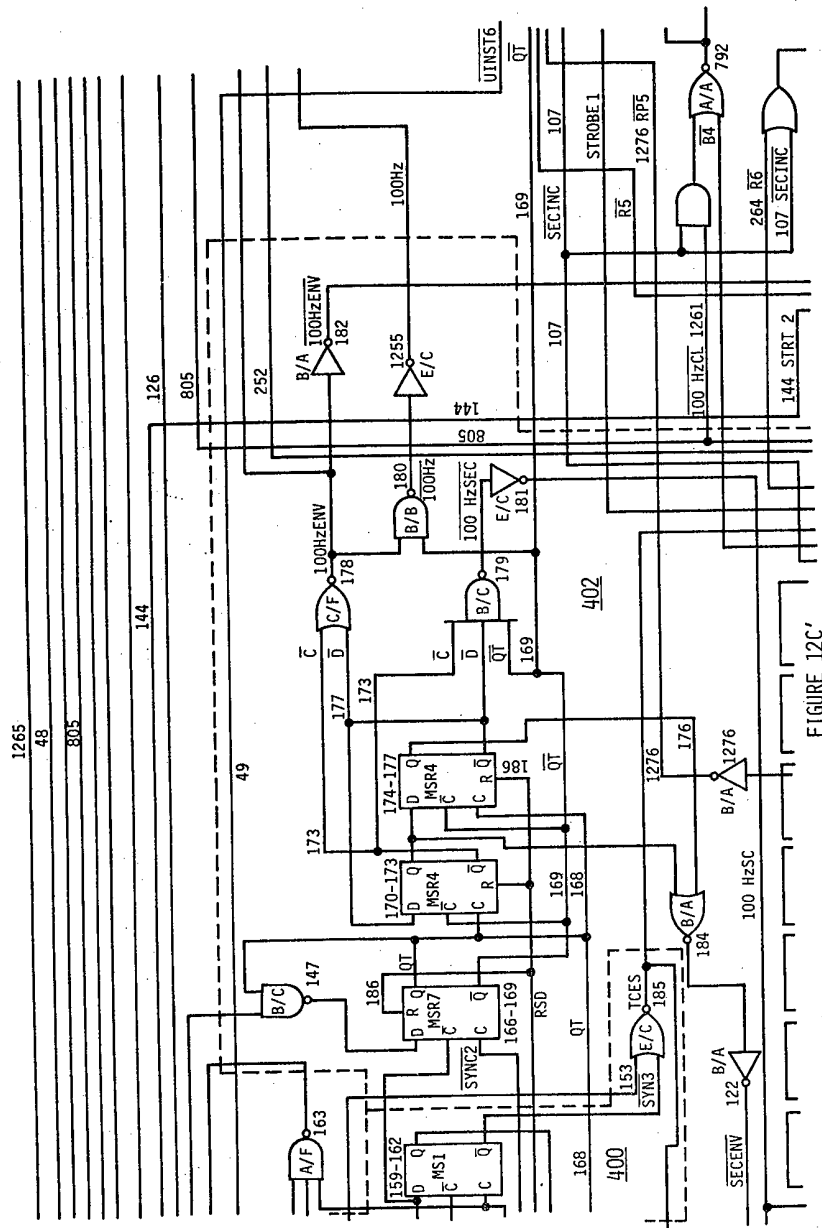 1265
48
805
144
126
805
49
252
UINST6
QT
169
107
SECINC
STROBE 1
1276 RP5
R5
A/A
792
B4
264 R6
107 SECINC
100Hz
100HzENV
B/A
182
1255
E/C
144
805
107
100 HzCL 1261
144 STRT 2
100HzENV
178
C/F
180
B/B
100Hz
100 HzSEC
E/C
181
179
B/C
C
D
177
173
C
D
QT
169
402
173
174-177
D Q
MSR4
C
C R Q
186
QT
176
1276
B/A
1276
170-173
D Q
MSR4
C
C R Q
169
168
B/C
147
QT
186
D R Q
MSR7
C
C Q
166-169
SYNC2
RSD
QT
TCES
185
E/C
153
SYN3
B/A
184
100 HzSC
B/A
122
SECENV
A/F
163
159-162
D Q
MS1
C
C Q
168
400
FIGURE 12C'